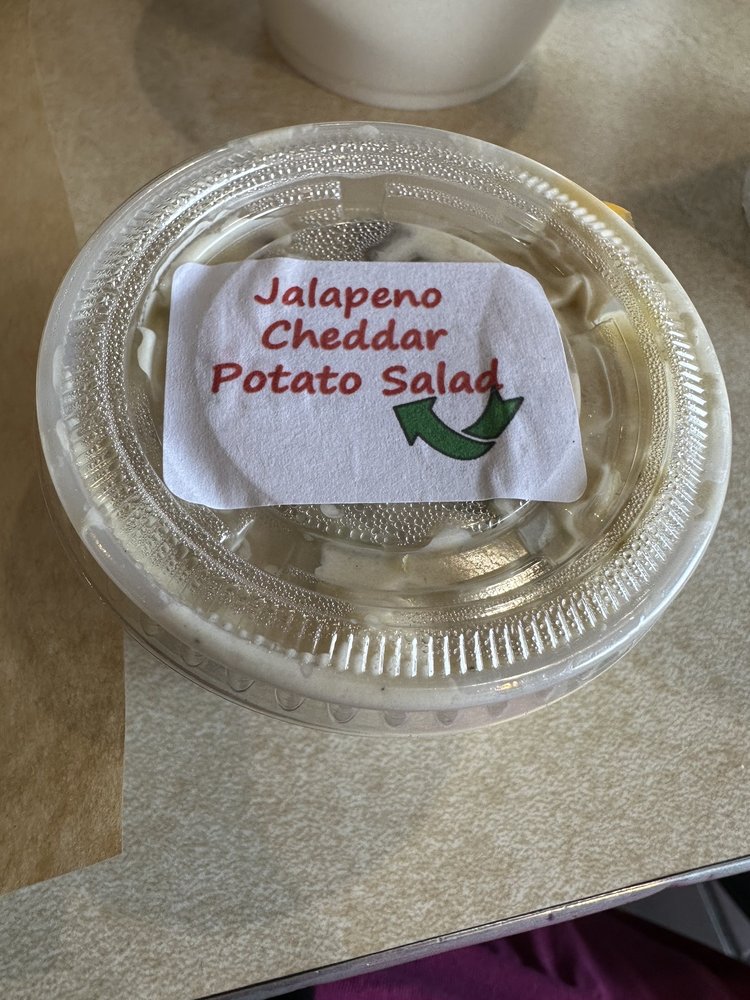 Jalapeno
Cheddar
Potato Salad